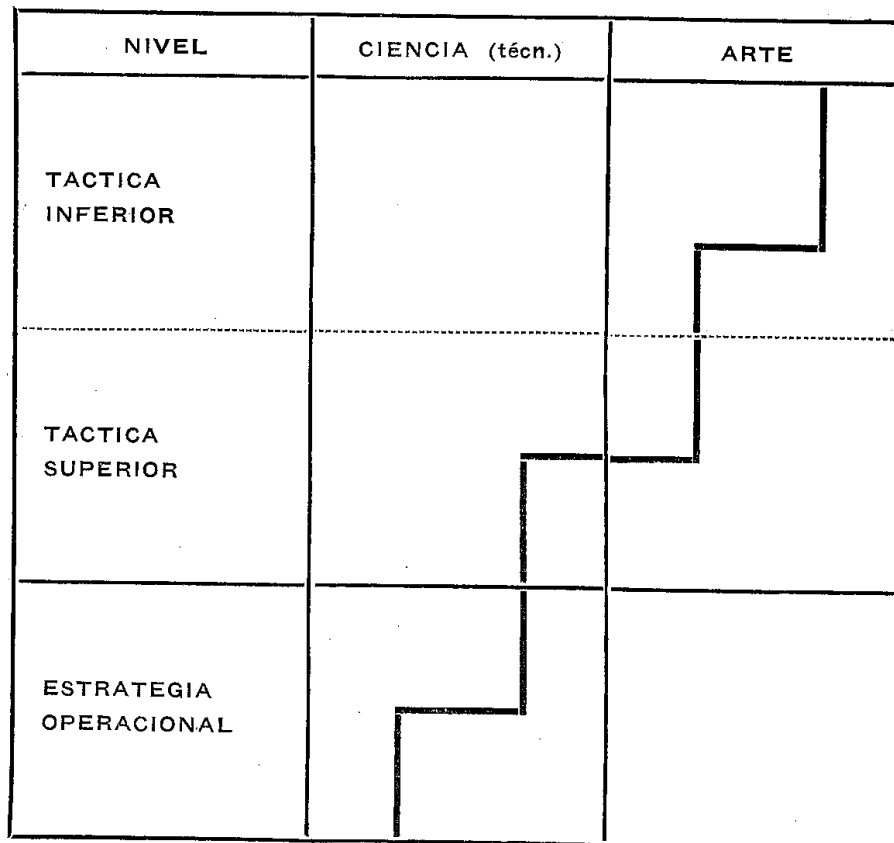 NIVEL
CIENCIA (técn.)
ARTE
TACTICA
INFERIOR
TACTICA
SUPERIOR
ESTRATEGIA
OPERACIONAL